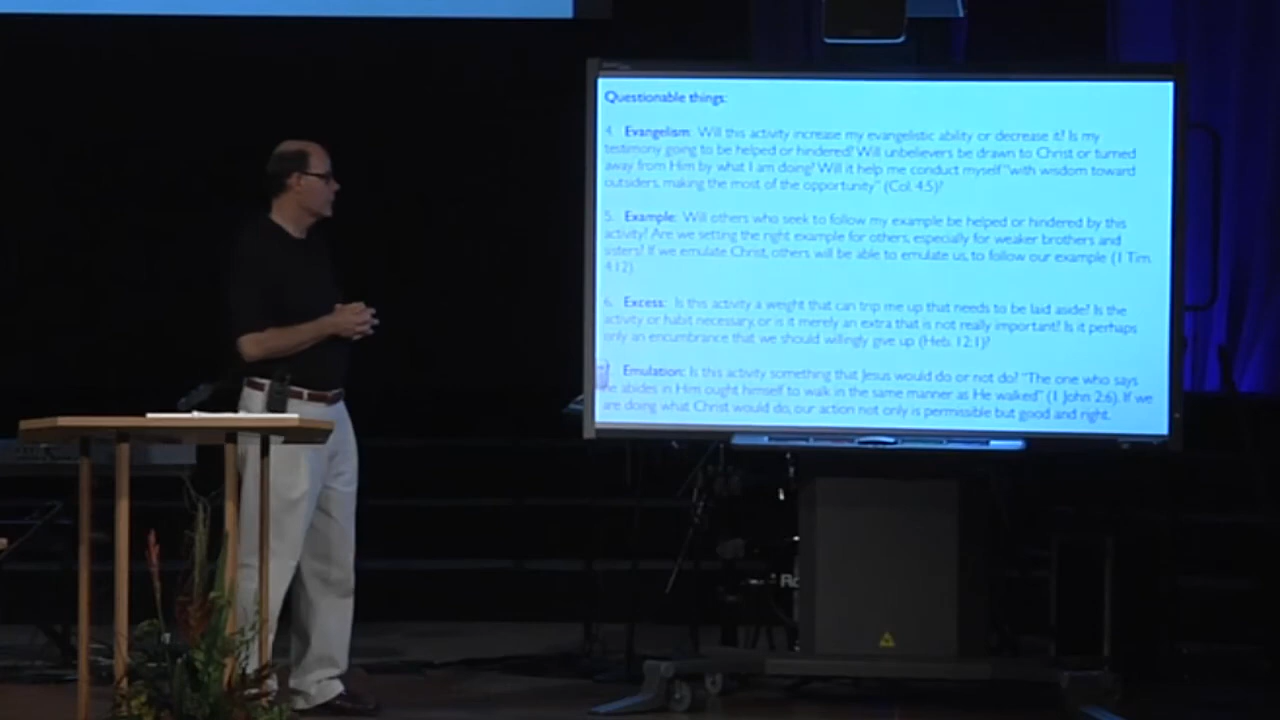 Questionable things:
4. Evangelism: Will this activity increase my evangelistic ability or decrease it? Is my
testimony going to be helped or hindered? Will unbelievers be drawn to Christ or turned
away from Him by what I am doing? Will it help me conduct myself "with wisdom toward
outsiders, making the most of the opportunity" (Col. 4:5)?
5. Example: Will others who seek to follow my example be helped or hindered by this
activity? Are we setting the right example for others, especially for weaker brothers and
sisters? If we emulate Christ, others will be able to emulate us, to follow our example (1 Tim.
4:12).
6. Excess: Is this activity a weight that can trip me up that needs to be laid aside? Is the
activity or habit necessary, or is it merely an extra that is not really important? Is it perhaps
only an encumbrance that we should willingly give up (Heb. 12:1)?
Emulation: Is this activity something that Jesus would do or not do? "The one who says
he abides in Him ought himself to walk in the same manner as He walked" (1 John 2:6). If we
are doing what Christ would do, our action not only is permissible but good and right.
Ro